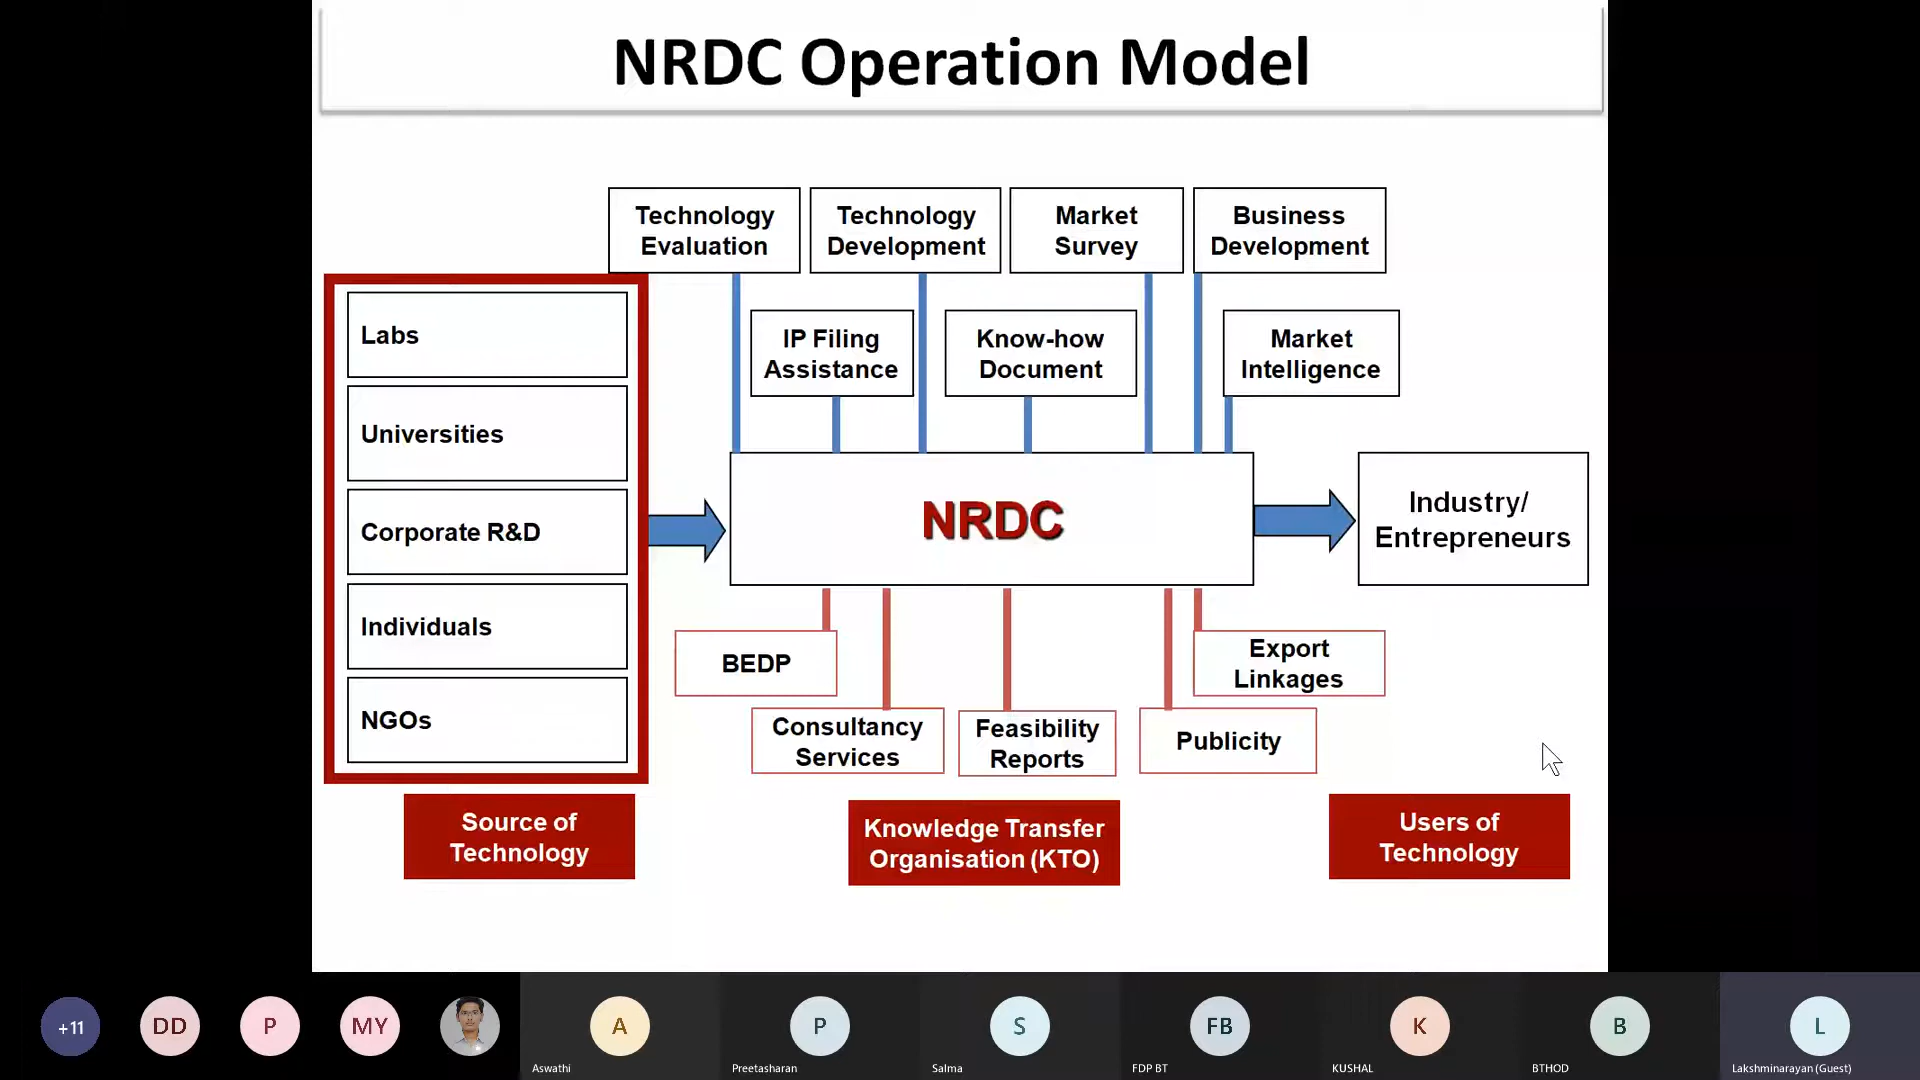 NRDC Operation Model
Technology
Evaluation
Technology
Development
Market
Survey
Business
Development
IP Filing
Assistance
Know-how
Document
Market
Intelligence
Labs
Universities
Corporate R&D
Individuals
NGOs
NRDC
Industry/
Entrepreneurs
BEDP
Export
Linkages
Consultancy
Services
Feasibility
Reports
Publicity
Source of
Technology
Knowledge Transfer
Organisation (KTO)
Users of
Technology
+11
DD
P
MY
A
P
S
FB
K
B
L
Aswathi
Preetasharan
Salma
FDP BT
KUSHAL
BTHOD
Lakshminarayan (Guest)